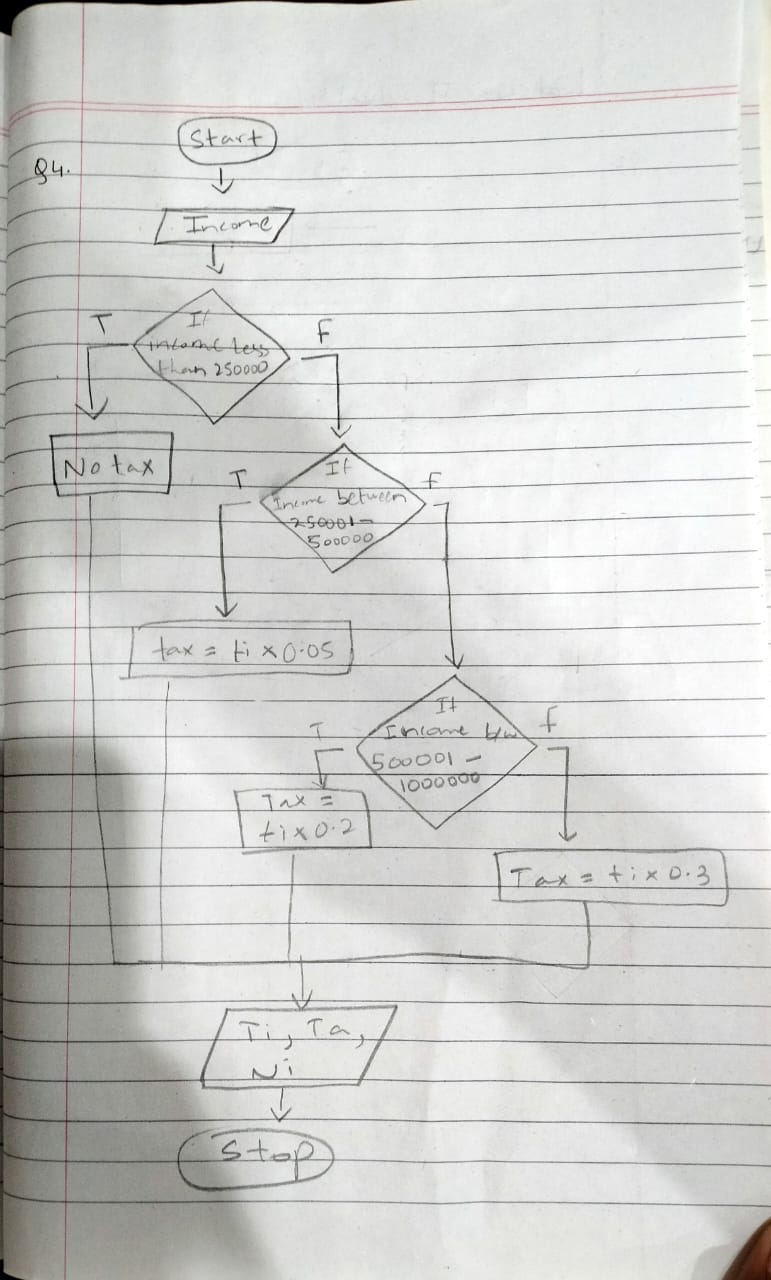 Start
Q4.
Income
T
F
If
income less
than 250000
No tax
T
F
If
Income between
250001-
500000
tax = ti × 0.05
T
F
If
Income b/w
500001 -
1000000
Tax =
ti × 0.2
Tax = ti × 0.3
Ti, Ta,
Ni
Stop